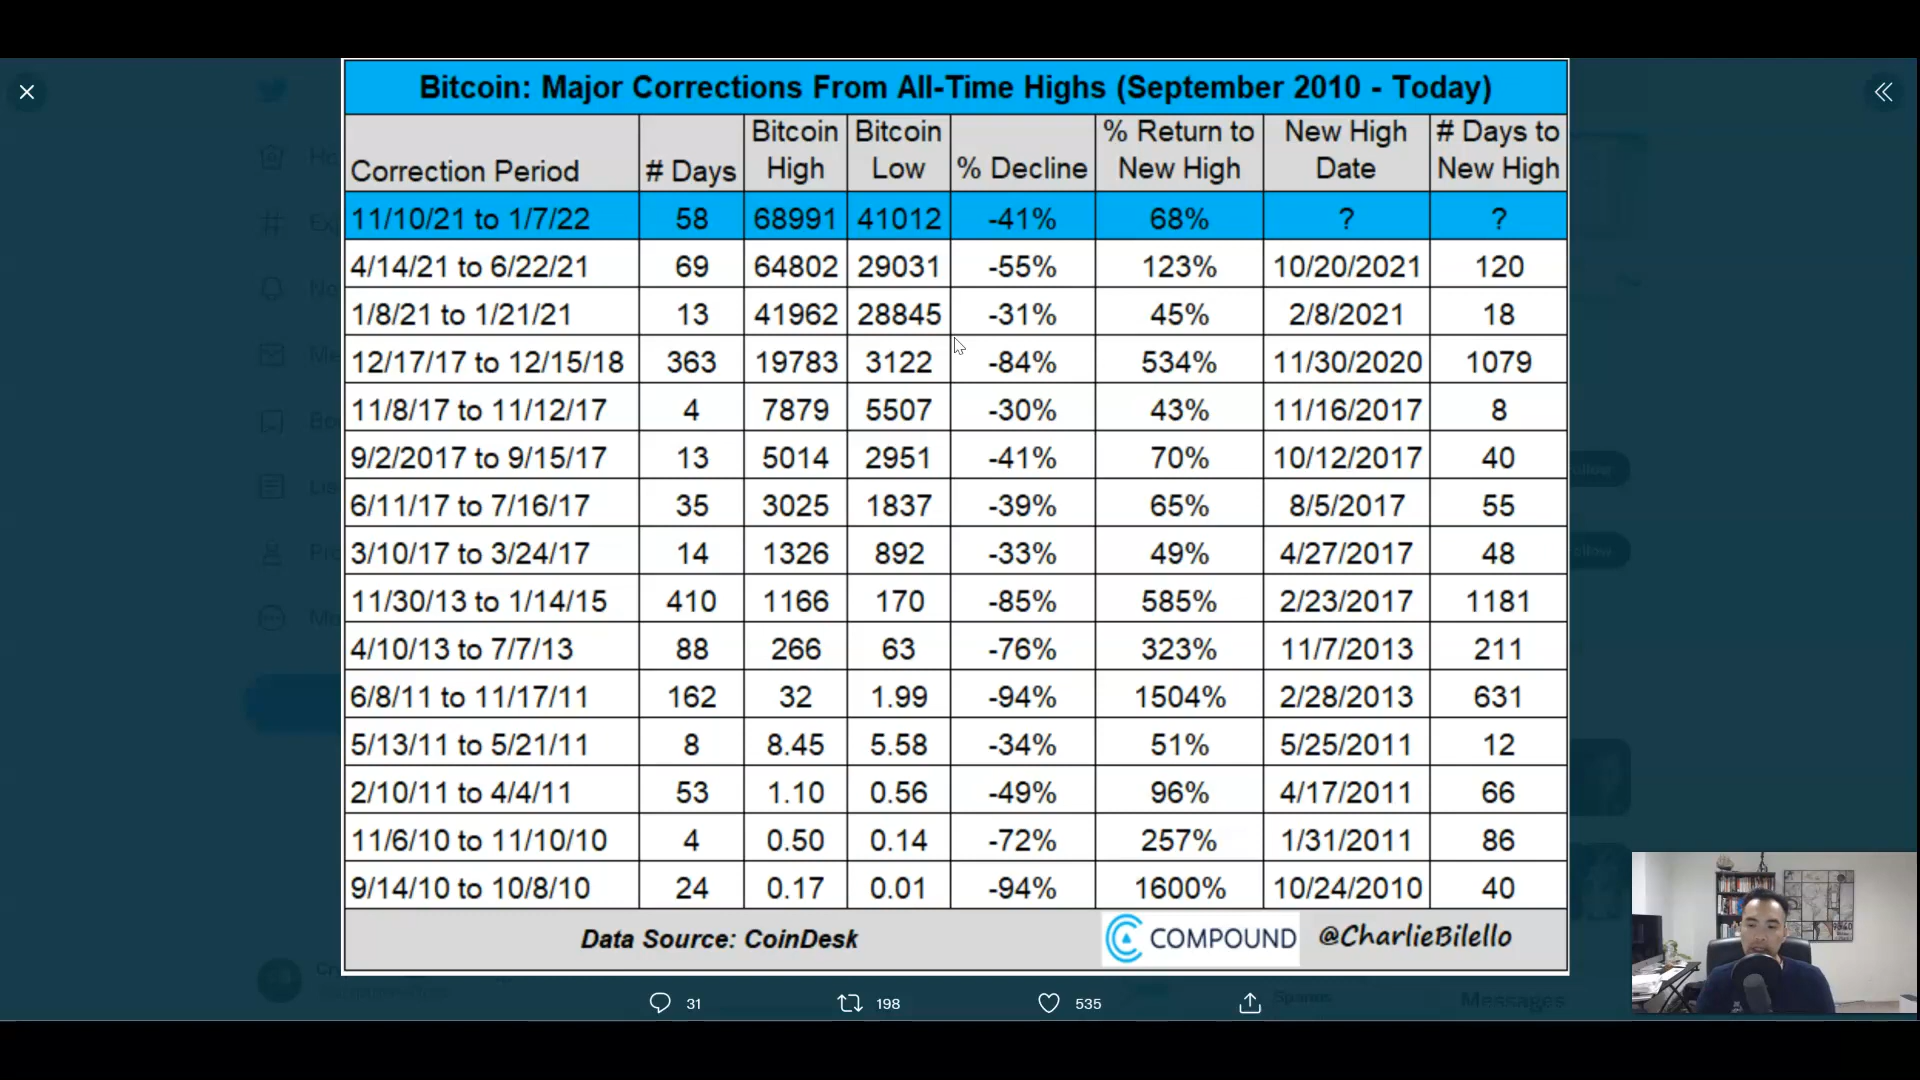 Bitcoin: Major Corrections From All-Time Highs (September 2010 - Today)
Correction Period # Days Bitcoin High Bitcoin Low % Decline % Return to New High New High Date # Days to New High
11/10/21 to 1/7/22 58 68991 41012 -41% 68% ? ?
4/14/21 to 6/22/21 69 64802 29031 -55% 123% 10/20/2021 120
1/8/21 to 1/21/21 13 41962 28845 -31% 45% 2/8/2021 18
12/17/17 to 12/15/18 363 19783 3122 -84% 534% 11/30/2020 1079
11/8/17 to 11/12/17 4 7879 5507 -30% 43% 11/16/2017 8
9/2/2017 to 9/15/17 13 5014 2951 -41% 70% 10/12/2017 40
6/11/17 to 7/16/17 35 3025 1837 -39% 65% 8/5/2017 55
3/10/17 to 3/24/17 14 1326 892 -33% 49% 4/27/2017 48
11/30/13 to 1/14/15 410 1166 170 -85% 585% 2/23/2017 1181
4/10/13 to 7/7/13 88 266 63 -76% 323% 11/7/2013 211
6/8/11 to 11/17/11 162 32 1.99 -94% 1504% 2/28/2013 631
5/13/11 to 5/21/11 8 8.45 5.58 -34% 51% 5/25/2011 12
2/10/11 to 4/4/11 53 1.10 0.56 -49% 96% 4/17/2011 66
11/6/10 to 11/10/10 4 0.50 0.14 -72% 257% 1/31/2011 86
9/14/10 to 10/8/10 24 0.17 0.01 -94% 1600% 10/24/2010 40
Data Source: CoinDesk COMPOUND @CharlieBilello
31 198 535
Messages